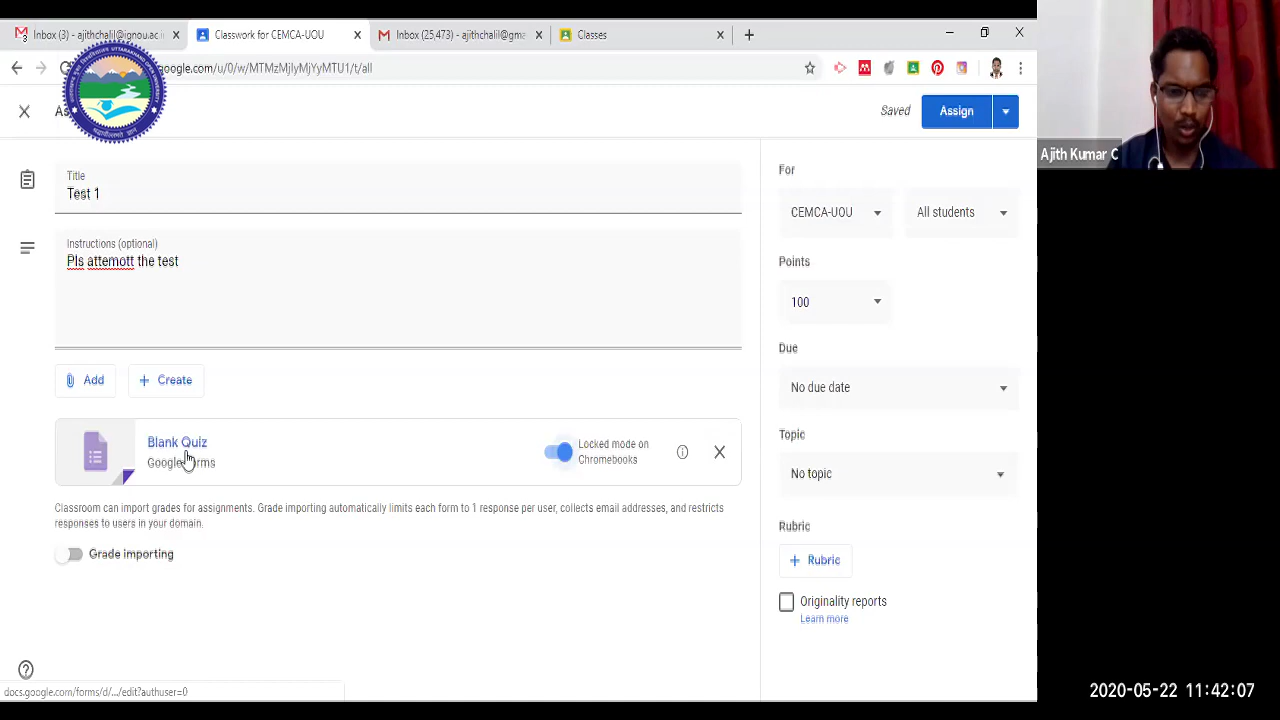 Inbox (3) - ajithchalil@ignou.ac.i
Classwork for CEMCA-UOU
Inbox (25,473) - ajithchalil@gma
Classes
google.com/u/0/w/MTMzMjIyMjYyMTU1/t/all
Saved
Assign
Title
Test 1
Instructions (optional)
Pls attemott the test
Add
Create
Blank Quiz
Google Forms
Locked mode on
Chromebooks
Classroom can import grades for assignments. Grade importing automatically limits each form to 1 response per user, collects email addresses, and restricts
responses to users in your domain.
Grade importing
For
CEMCA-UOU
All students
Points
100
Due
No due date
Topic
No topic
Rubric
Rubric
Originality reports
Learn more
docs.google.com/forms/d/.../edit?authuser=0
Ajith Kumar C
2020-05-22 11:42:07